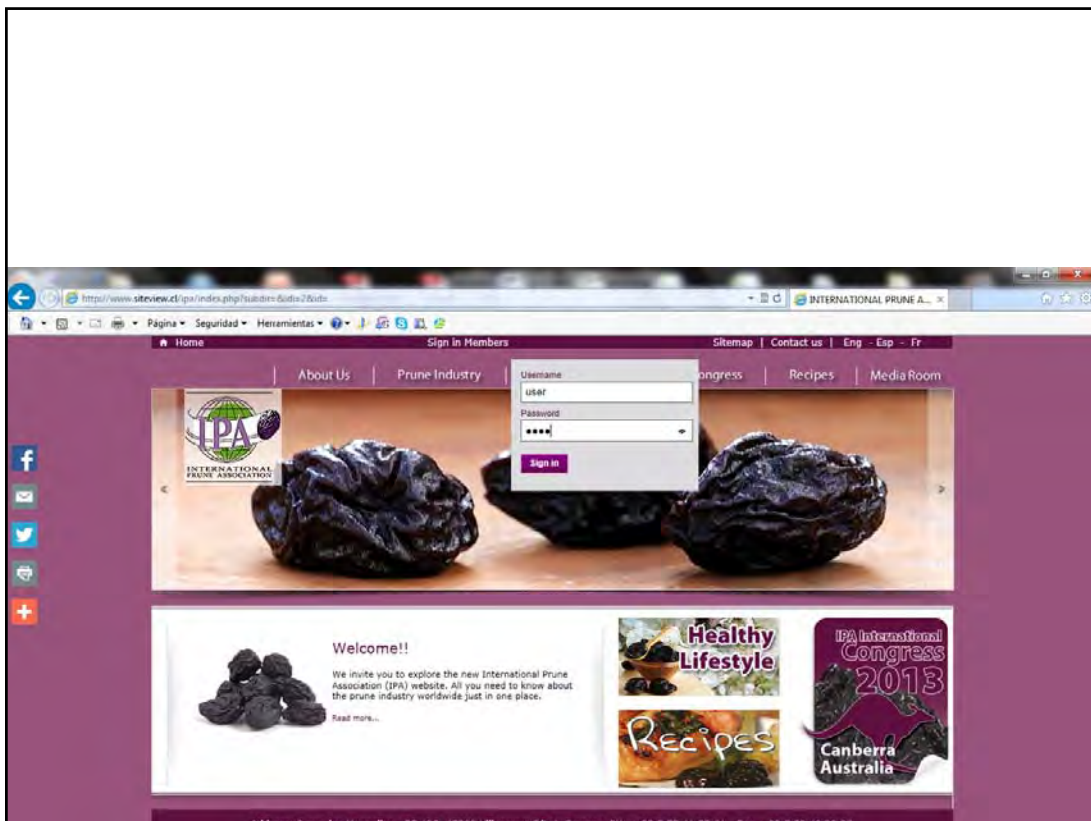 http://www.siteview.cl/ipa/index.php?subdir=&idi=2&id=
INTERNATIONAL PRUNE A...
Página Seguridad Herramientas
Home Sign in Members Sitemap | Contact us | Eng - Esp - Fr
About Us | Prune Industry | ongress | Recipes | Media Room
Username
user
Password
Sign in
IPA
INTERNATIONAL
PRUNE ASSOCIATION
Welcome!!
We invite you to explore the new International Prune
Association (IPA) website. All you need to know about
the prune industry worldwide just in one place.
Read more...
Healthy
Lifestyle
Recipes
IPA International
Congress
2013
Canberra
Australia